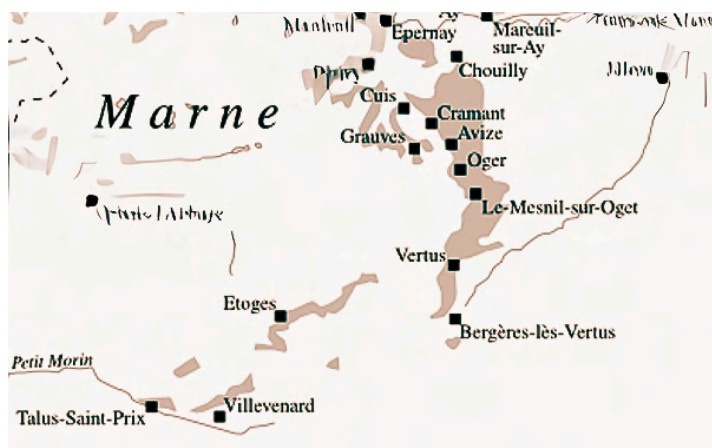 Ay
Epernay
Mareuil-
sur-Ay
Chouilly
Cuis
Marne
Cramant
Grauves
Avize
Oger
Le-Mesnil-sur-Oget
Vertus
Etoges
Bergères-lès-Vertus
Petit Morin
Talus-Saint-Prix
Villevenard